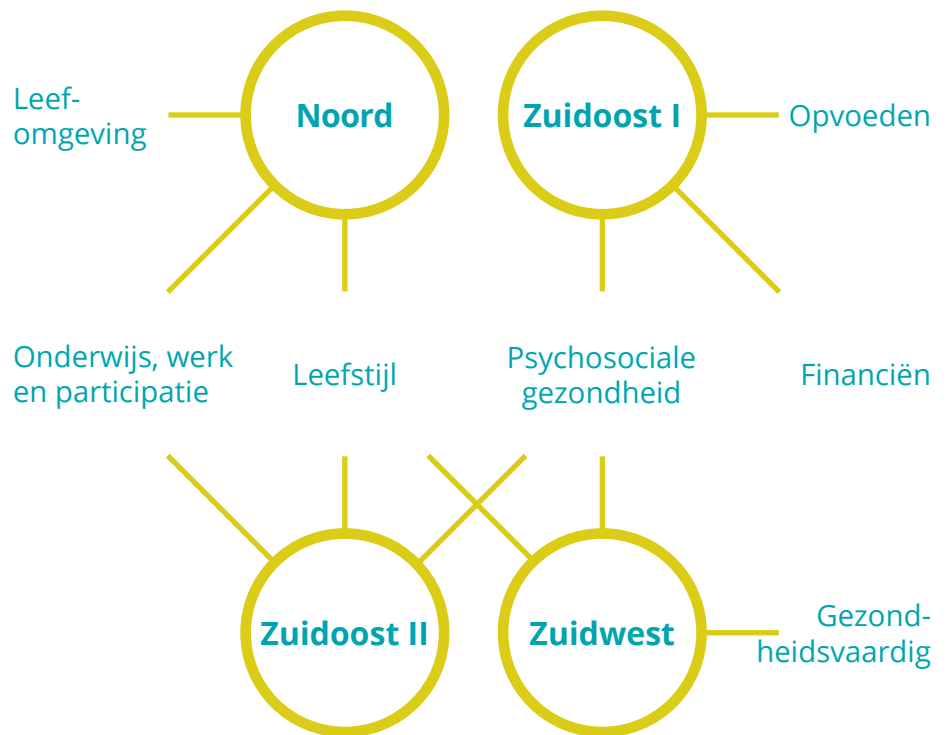 Leef-
omgeving
Noord
Zuidoost I
Opvoeden
Onderwijs, werk
en participatie
Leefstijl
Psychosociale
gezondheid
Financiën
Zuidoost II
Zuidwest
Gezond-
heidsvaardig